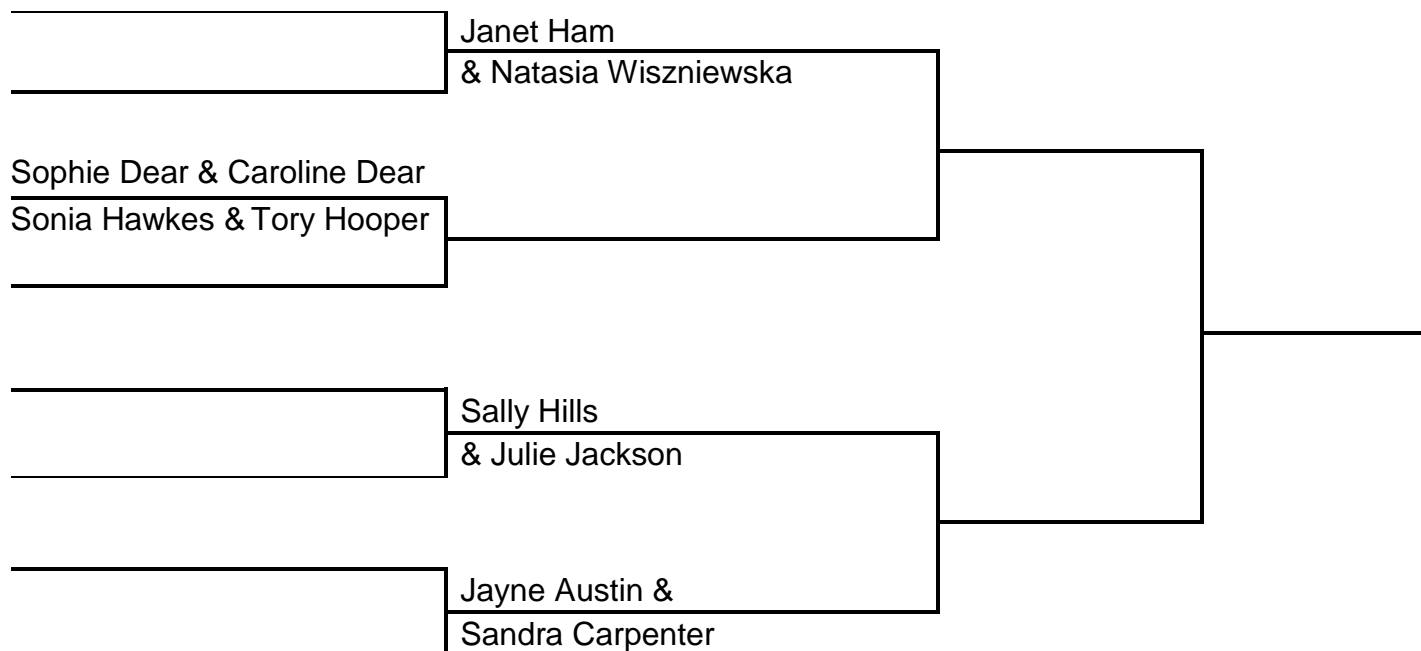 Janet Ham
& Natasia Wiszniewska
Sophie Dear & Caroline Dear
Sonia Hawkes & Tory Hooper
Sally Hills
& Julie Jackson
Jayne Austin &
Sandra Carpenter